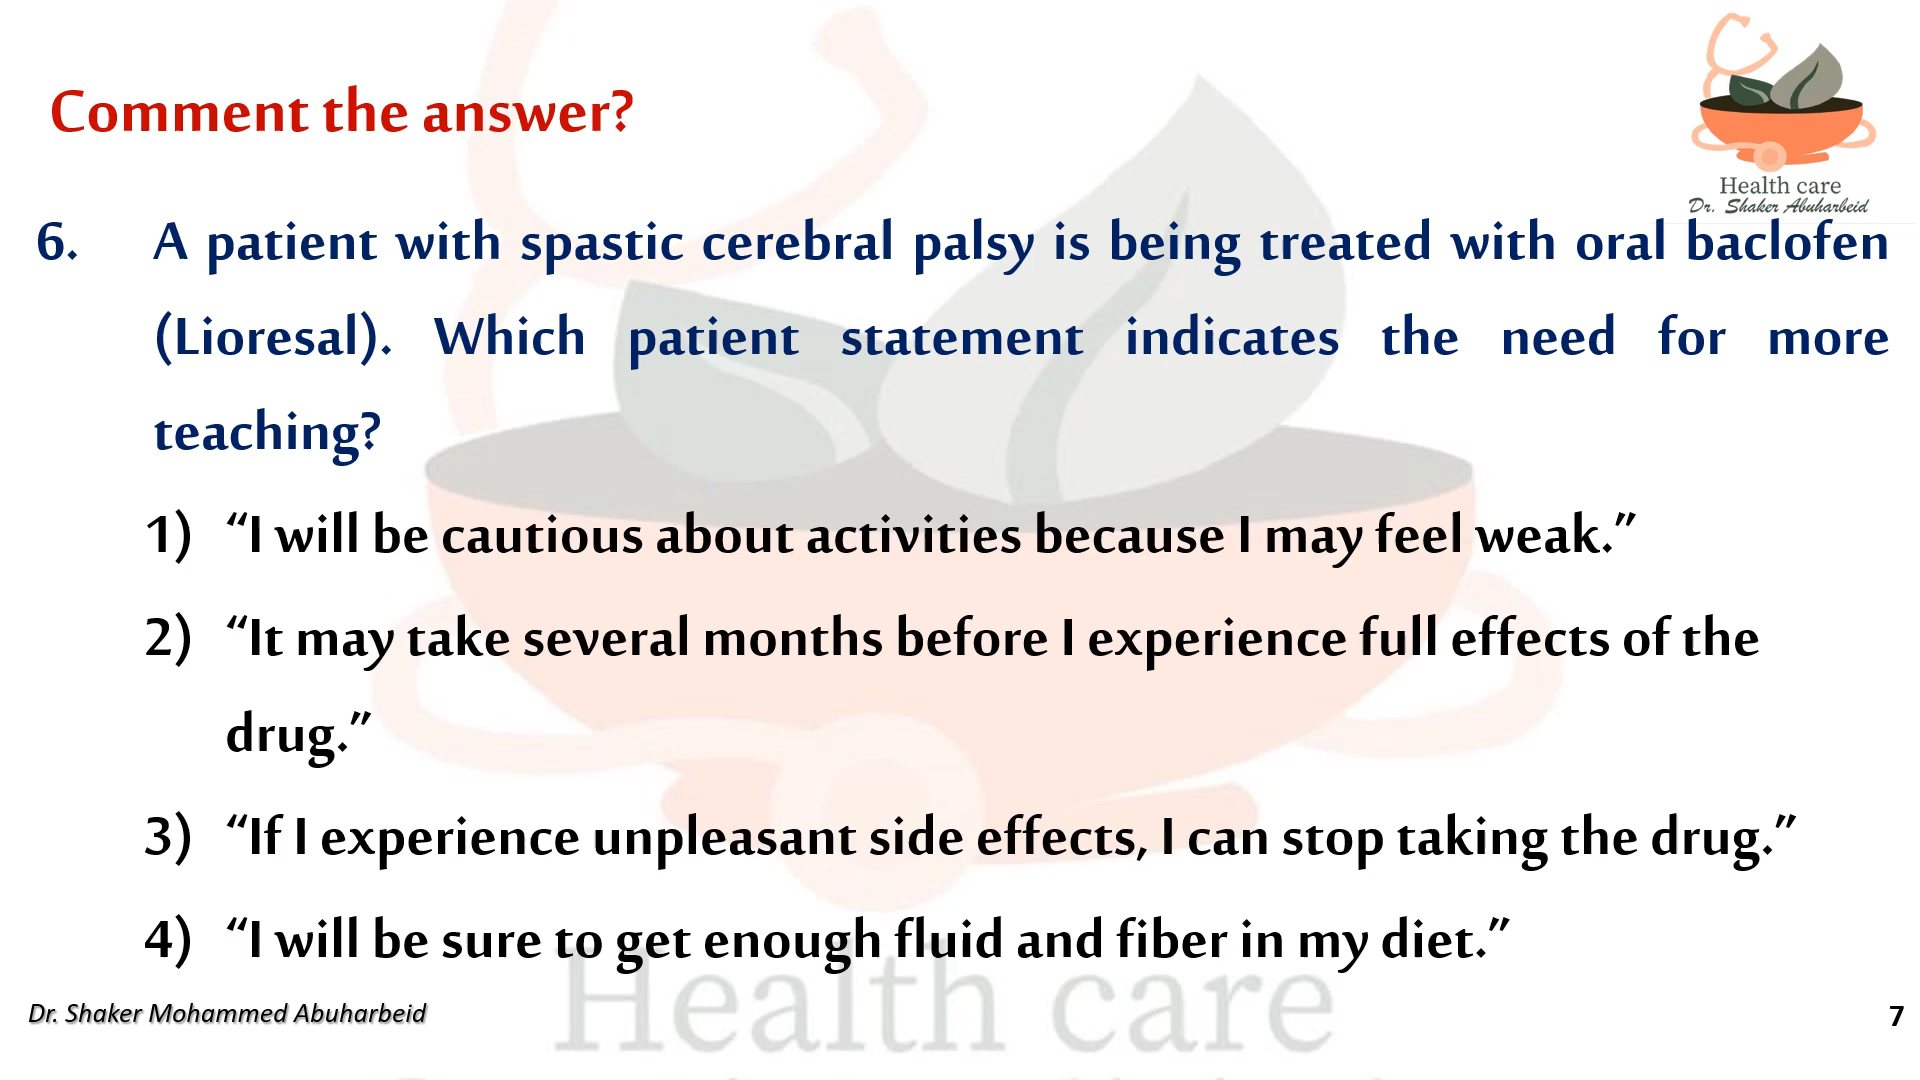 Health care
Dr. Shaker Abuharbeid
Comment the answer?
6. A patient with spastic cerebral palsy is being treated with oral baclofen
(Lioresal). Which patient statement indicates the need for more
teaching?
1) “I will be cautious about activities because I may feel weak.”
2) “It may take several months before I experience full effects of the
drug.”
3) “If I experience unpleasant side effects, I can stop taking the drug.”
4) “I will be sure to get enough fluid and fiber in my diet.”
Health care
Dr. Shaker Mohammed Abuharbeid
7